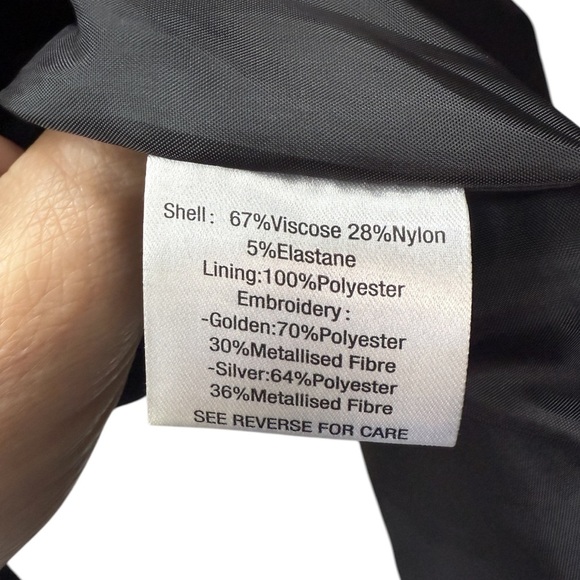 Shell: 67%Viscose 28%Nylon
5%Elastane
Lining:100%Polyester
Embroidery:
-Golden:70%Polyester
30%Metallised Fibre
-Silver:64%Polyester
36%Metallised Fibre
SEE REVERSE FOR CARE